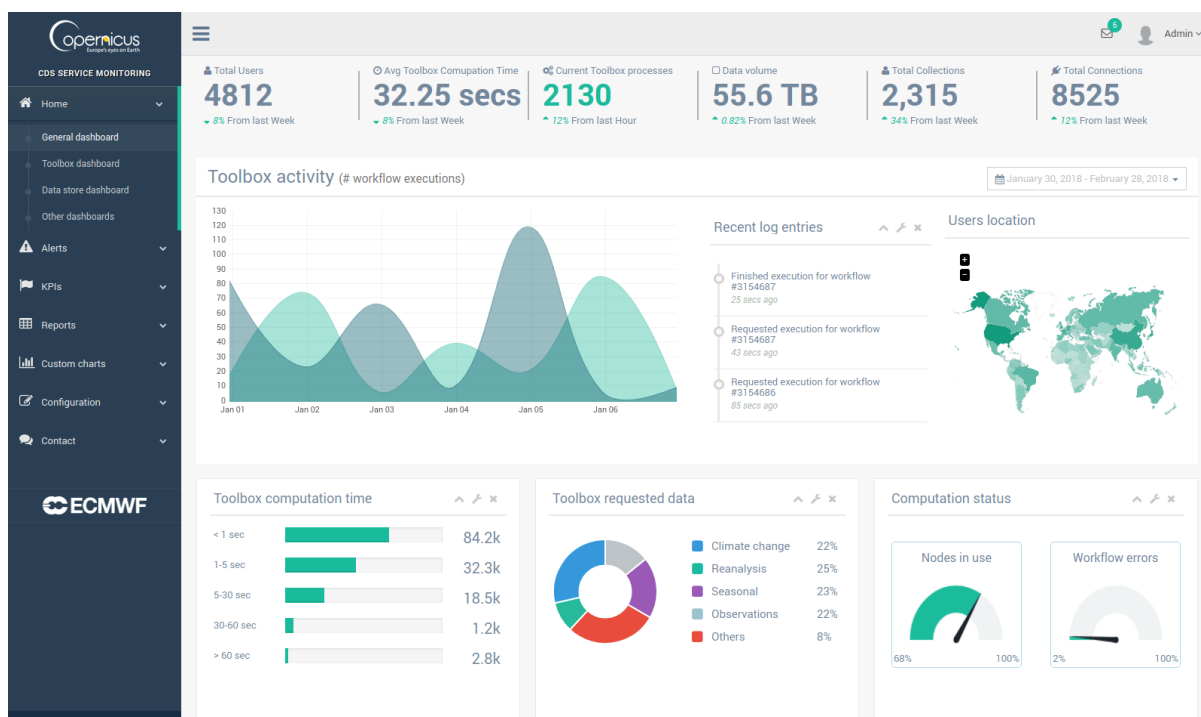 Copernicus
Europe's eyes on Earth
CDS SERVICE MONITORING
Home
General dashboard
Toolbox dashboard
Data store dashboard
Other dashboards
Alerts
KPIs
Reports
Custom charts
Configuration
Contact
ECMWF
6
Admin
Total Users
4812
8% From last Week
Avg Toolbox Comupation Time
32.25 secs
8% From last Week
Current Toolbox processes
2130
12% From last Hour
Data volume
55.6 TB
0.82% From last Week
Total Collections
2,315
34% From last Week
Total Connections
8525
12% From last Week
Toolbox activity (# workflow executions)
January 30, 2018 - February 28, 2018
130
120
110
100
90
80
70
60
50
40
30
20
10
0
Jan 01 Jan 02 Jan 03 Jan 04 Jan 05 Jan 06
Recent log entries
Finished execution for workflow
#3154687
25 secs ago
Requested execution for workflow
#3154687
43 secs ago
Requested execution for workflow
#3154686
85 secs ago
Users location
+
−
Toolbox computation time
< 1 sec 84.2k
1-5 sec 32.3k
5-30 sec 18.5k
30-60 sec 1.2k
> 60 sec 2.8k
Toolbox requested data
Climate change 22%
Reanalysis 25%
Seasonal 23%
Observations 22%
Others 8%
Computation status
Nodes in use
68% 100%
Workflow errors
2% 100%